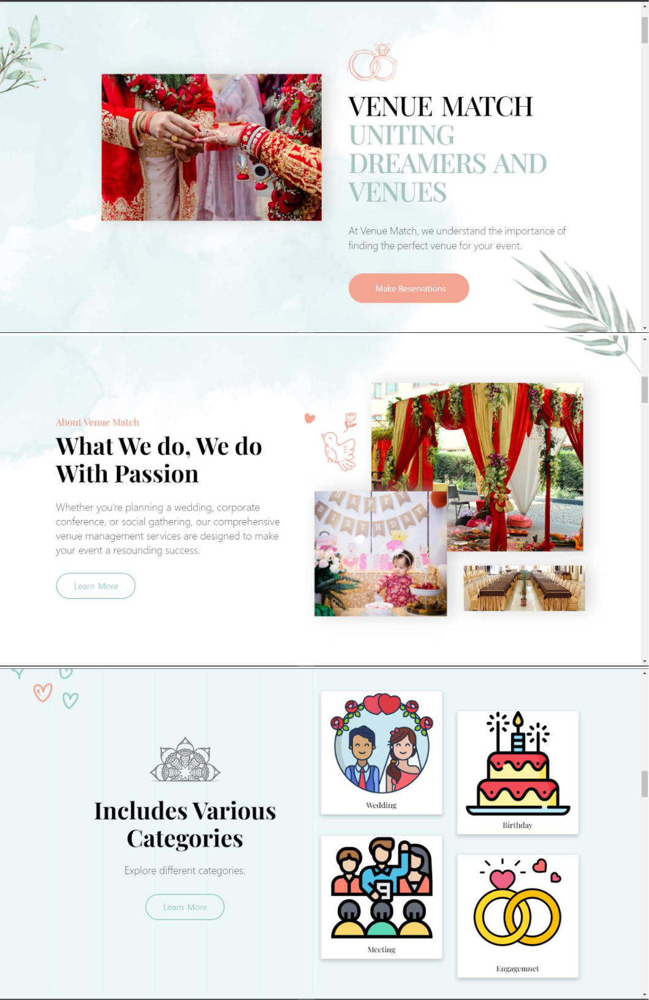 VENUE MATCH
UNITING
DREAMERS AND
VENUES
At Venue Match, we understand the importance of
finding the perfect venue for your event.
Make Reservations
About Venue Match
What We do, We do
With Passion
Whether you're planning a wedding, corporate
conference, or social gathering, our comprehensive
venue management services are designed to make
your event a resounding success.
Learn More
HAPPY
BIRTHDAY
Includes Various
Categories
Explore different categories.
Learn More
Wedding
Birthday
Meeting
Engagemnet